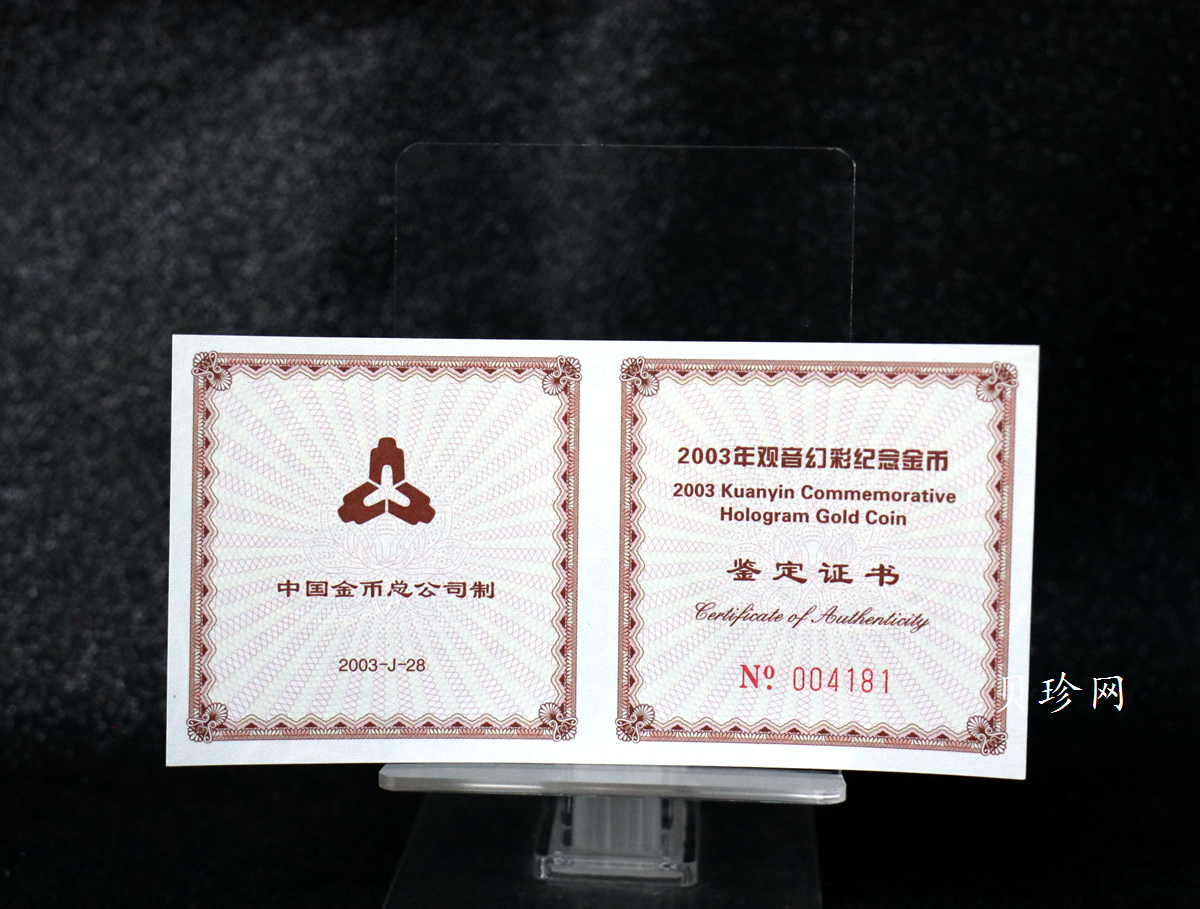 中国金币总公司制
2003-J-28
2003年观音幻彩纪念金币
2003 Kuanyin Commemorative
Hologram Gold Coin
鉴定证书
Certificate of Authenticity
Nº 004181
贝珍网